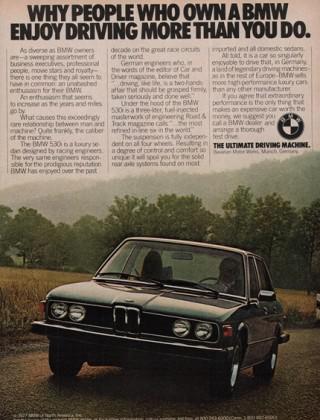 WHY PEOPLE WHO OWN A BMW
ENJOY DRIVING MORE THAN YOU DO.
As diverse as BMW owners
are—a sweeping assortment of
business executives, professional
people, movie stars and royalty—
there is one thing they all seem to
have in common: an unabashed
enthusiasm for their BMW.
An enthusiasm that seems
to increase as the years and miles
go by.
What causes this exceedingly
rare relationship between man and
machine? Quite frankly, the caliber
of the machine.
The BMW 530i is a luxury se-
dan designed by racing engineers.
The very same engineers respon-
sible for the prodigious reputation
BMW has enjoyed over the past
decade on the great race circuits
of the world.
German engineers who, in
the words of the editor of Car and
Driver magazine, believe that
"...driving, like life, is a two-handed
affair that should be grasped firmly,
taken seriously and done well."
Under the hood of the BMW
530i is a three-liter, fuel-injected
masterwork of engineering Road &
Track magazine calls "...the most
refined in-line six in the world."
The suspension is fully indepen-
dent on all four wheels. Resulting in
a degree of control and comfort so
unique it will spoil you for the solid
rear axle systems found on most
imported and all domestic sedans.
All told, it is a car so singularly
enjoyable to drive that, in Germany,
a land of legendary driving machines—
as in the rest of Europe—BMW sells
more high performance luxury cars
than any other manufacturer.
If you agree that extraordinary
performance is the only thing that
makes an expensive car worth the
money, we suggest you
call a BMW dealer and
arrange a thorough
test drive.
BMW
THE ULTIMATE DRIVING MACHINE.
Bavarian Motor Works, Munich, Germany.
© 1977 BMW of North America, Inc.